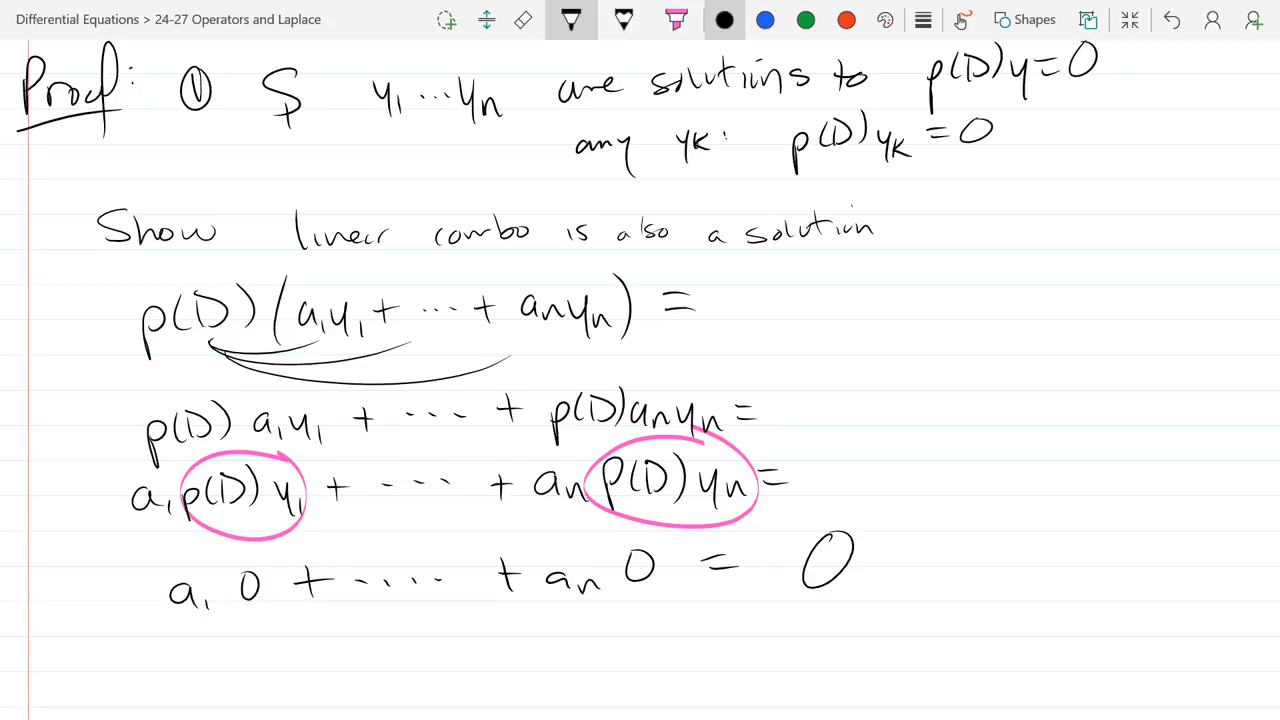 Differential Equations > 24-27 Operators and Laplace
Shapes
Proof: ① $ y₁ ... yₙ are solutions to p(D)y=0
any yₖ: p(D)yₖ = 0
Show linear combo is also a solution
p(D)(a₁y₁ + ... + aₙyₙ) =
p(D) a₁y₁ + ... + p(D)aₙyₙ =
a₁p(D)y₁ + ... + aₙp(D)yₙ =
a₁0 + .... + aₙ0 = 0